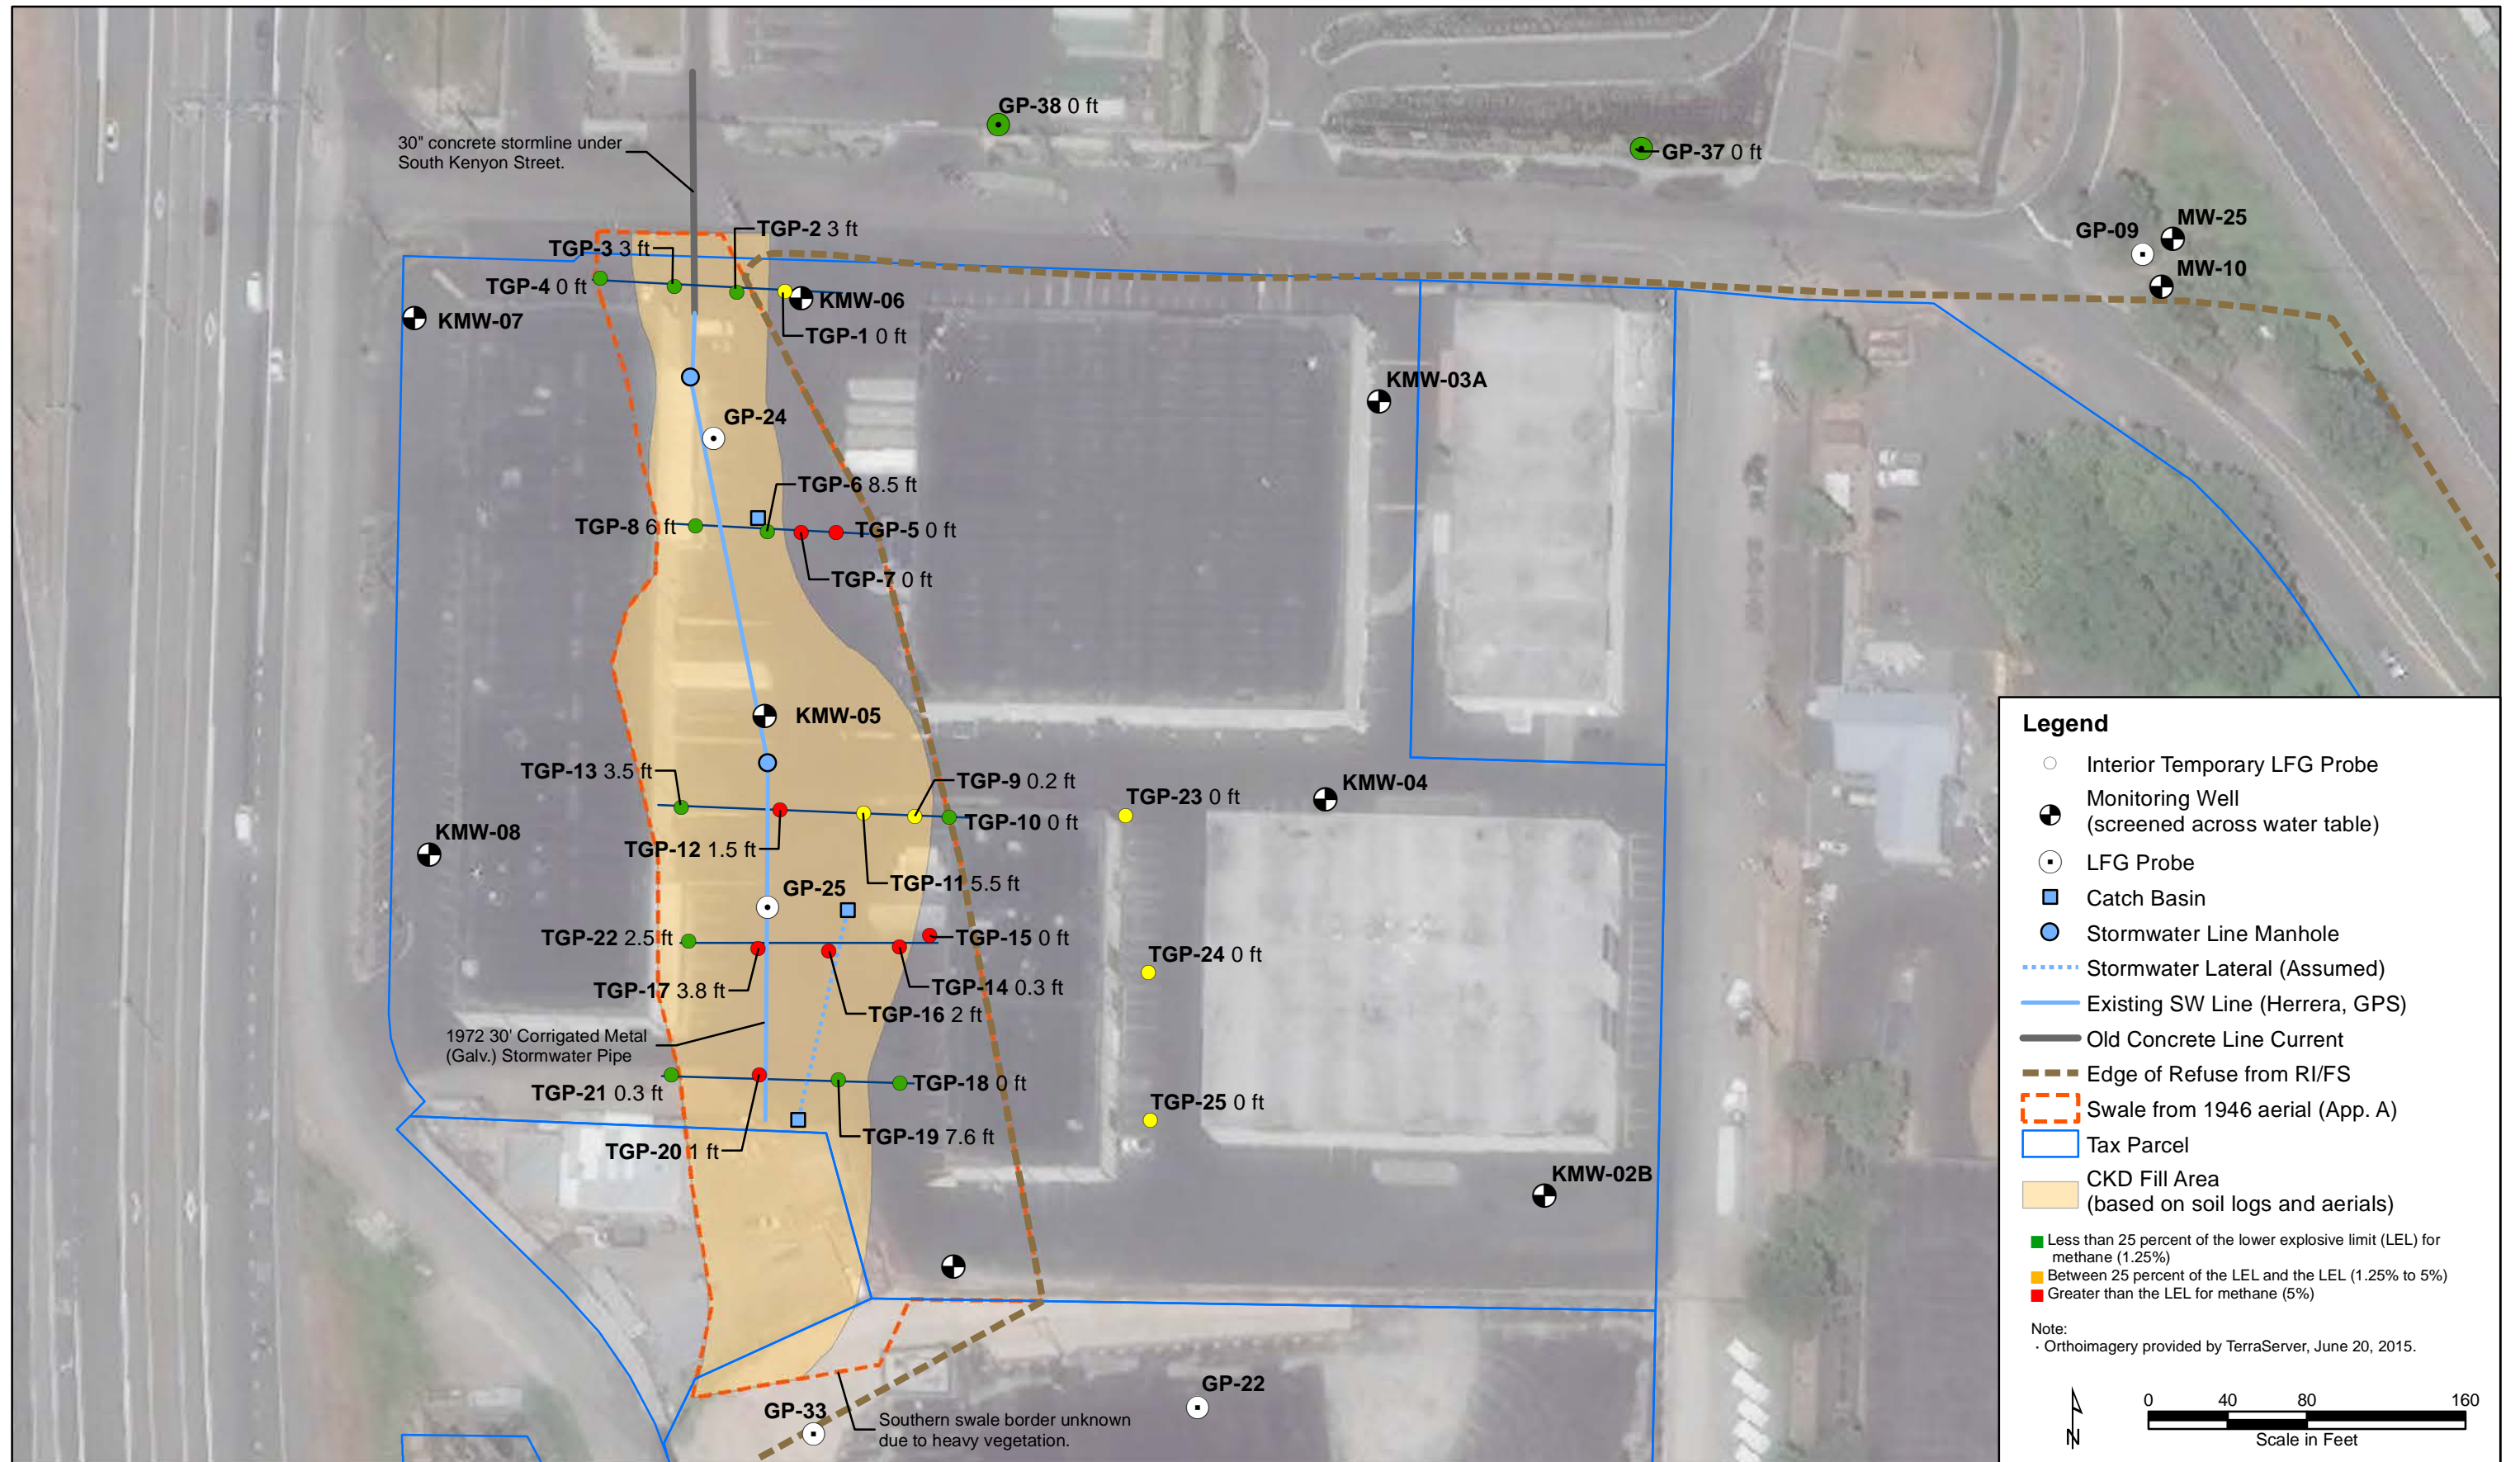 GP-38 0 ft
30" concrete stormline under
South Kenyon Street.
GP-37 0 ft
MW-25
GP-09
TGP-2 3 ft
TGP-3 3 ft
MW-10
TGP-4 0 ft
KMW-06
KMW-07
TGP-1 0 ft
KMW-03A
GP-24
TGP-6 8.5 ft
TGP-8 6 ft
TGP-5 0 ft
TGP-7 0 ft
KMW-05
TGP-13 3.5 ft
TGP-9 0.2 ft
KMW-04
TGP-23 0 ft
TGP-10 0 ft
KMW-08
TGP-12 1.5 ft
TGP-11 5.5 ft
GP-25
TGP-22 2.5 ft
TGP-15 0 ft
TGP-24 0 ft
TGP-17 3.8 ft
TGP-14 0.3 ft
TGP-16 2 ft
1972 30' Corrigated Metal
(Galv.) Stormwater Pipe
TGP-21 0.3 ft
TGP-18 0 ft
TGP-25 0 ft
TGP-19 7.6 ft
TGP-20 1 ft
KMW-02B
GP-22
GP-33
Southern swale border unknown
due to heavy vegetation.
Legend
Interior Temporary LFG Probe
Monitoring Well
(screened across water table)
LFG Probe
Catch Basin
Stormwater Line Manhole
Stormwater Lateral (Assumed)
Existing SW Line (Herrera, GPS)
Old Concrete Line Current
Edge of Refuse from RI/FS
Swale from 1946 aerial (App. A)
Tax Parcel
CKD Fill Area
(based on soil logs and aerials)
Less than 25 percent of the lower explosive limit (LEL) for
methane (1.25%)
Between 25 percent of the LEL and the LEL (1.25% to 5%)
Greater than the LEL for methane (5%)
Note:
· Orthoimagery provided by TerraServer, June 20, 2015.
0 40 80 160
N
Scale in Feet